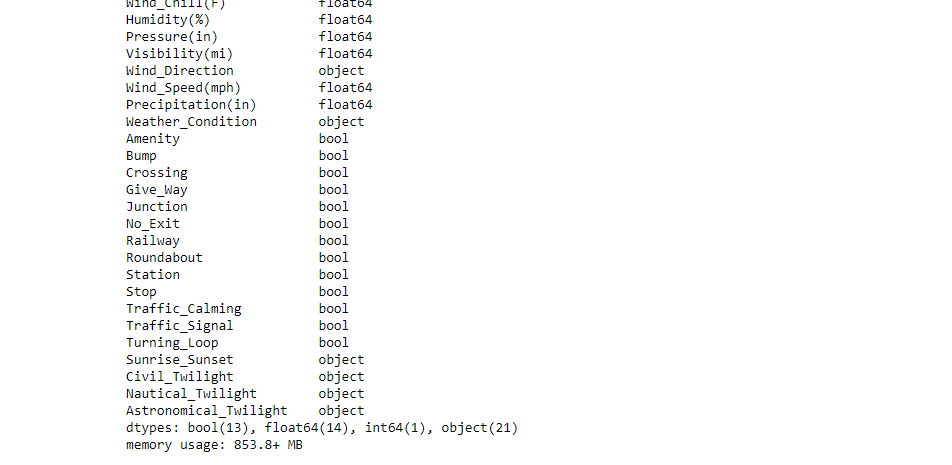 Wind_Chill(F) float64
Humidity(%) float64
Pressure(in) float64
Visibility(mi) float64
Wind_Direction object
Wind_Speed(mph) float64
Precipitation(in) float64
Weather_Condition object
Amenity bool
Bump bool
Crossing bool
Give_Way bool
Junction bool
No_Exit bool
Railway bool
Roundabout bool
Station bool
Stop bool
Traffic_Calming bool
Traffic_Signal bool
Turning_Loop bool
Sunrise_Sunset object
Civil_Twilight object
Nautical_Twilight object
Astronomical_Twilight object
dtypes: bool(13), float64(14), int64(1), object(21)
memory usage: 853.8+ MB